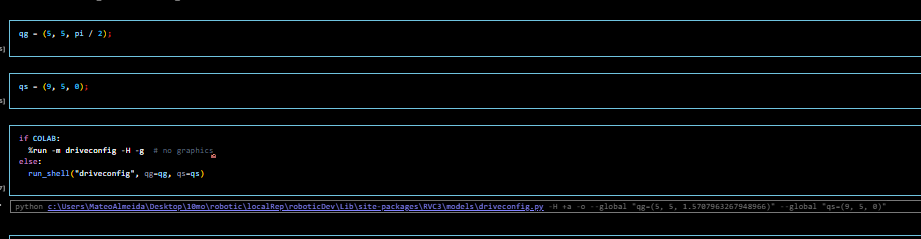 qg = (5, 5, pi / 2);
qs = (9, 5, 0);
if COLAB:
%run -m driveconfig -H -g # no graphics
else:
run_shell("driveconfig", qg=qg, qs=qs)
python c:\Users\MateoAlmeida\Desktop\10mo\robotic\localRep\roboticDev\Lib\site-packages\RVC3\models\driveconfig.py -H +a -o --global "qg=(5, 5, 1.5707963267948966)" --global "qs=(9, 5, 0)"